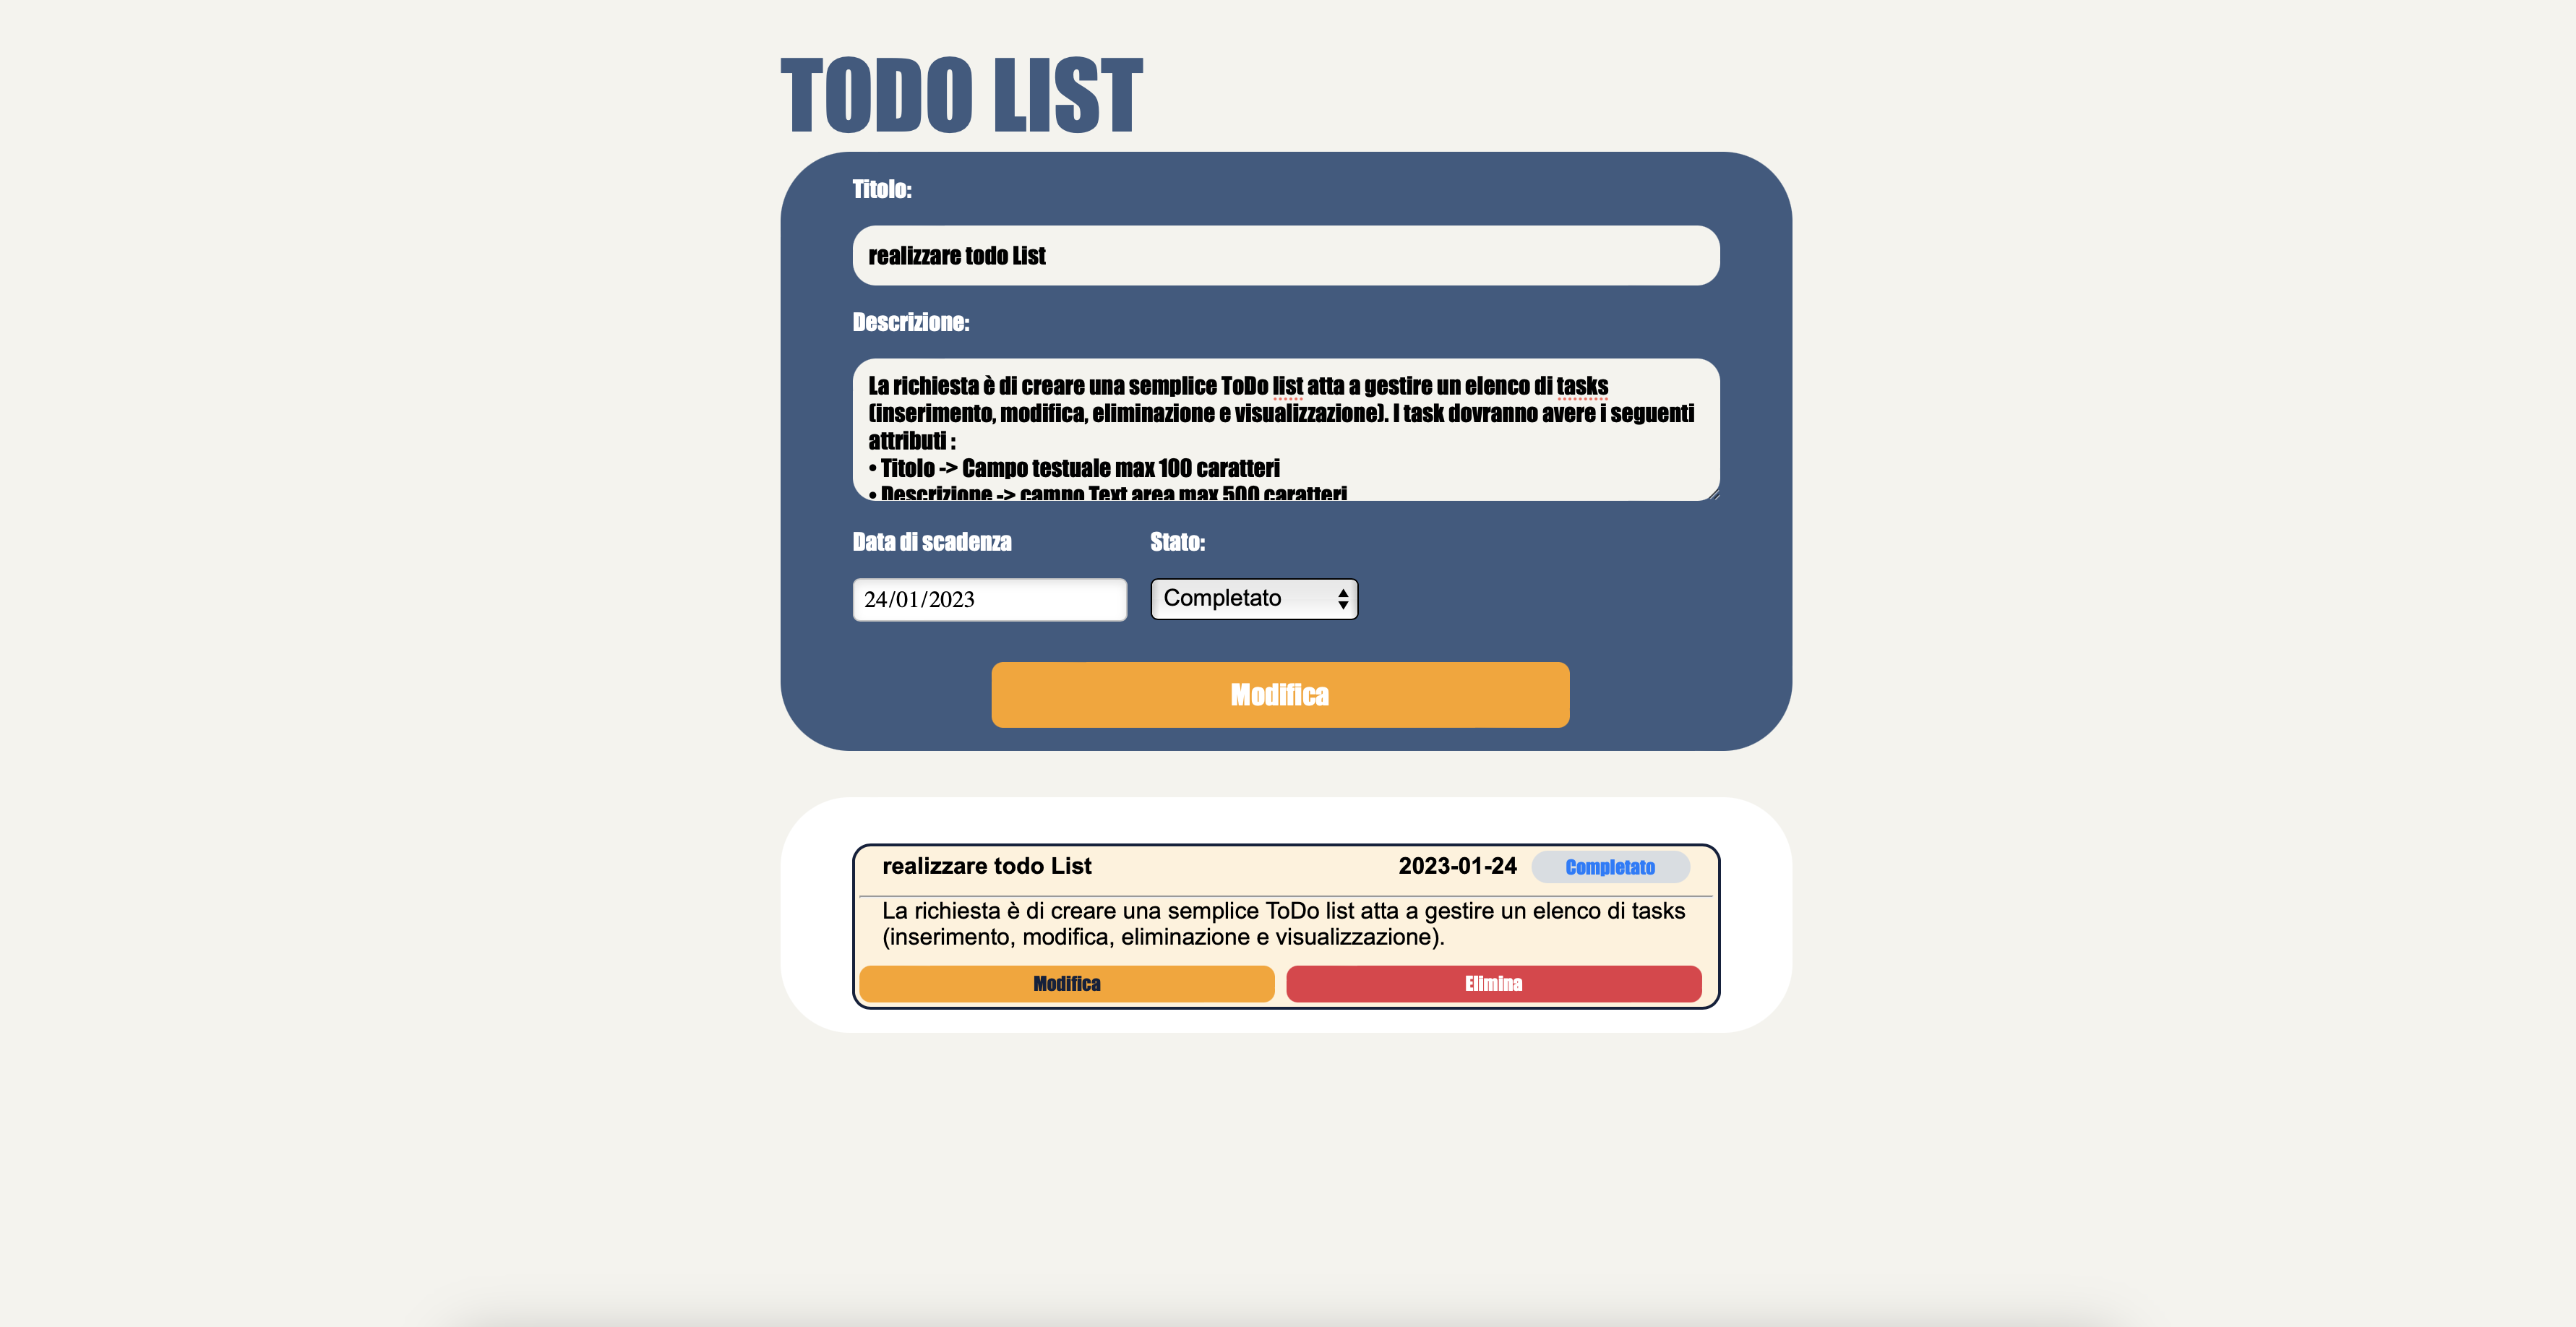 TODO LIST
Titolo:
realizzare todo List
Descrizione:
La richiesta è di creare una semplice ToDo list atta a gestire un elenco di tasks
(inserimento, modifica, eliminazione e visualizzazione). I task dovranno avere i seguenti
attributi :
• Titolo -> Campo testuale max 100 caratteri
• Descrizione -> campo Text area max 500 caratteri
Data di scadenza Stato:
24/01/2023 Completato
Modifica
realizzare todo List 2023-01-24 Completato
La richiesta è di creare una semplice ToDo list atta a gestire un elenco di tasks
(inserimento, modifica, eliminazione e visualizzazione).
Modifica Elimina